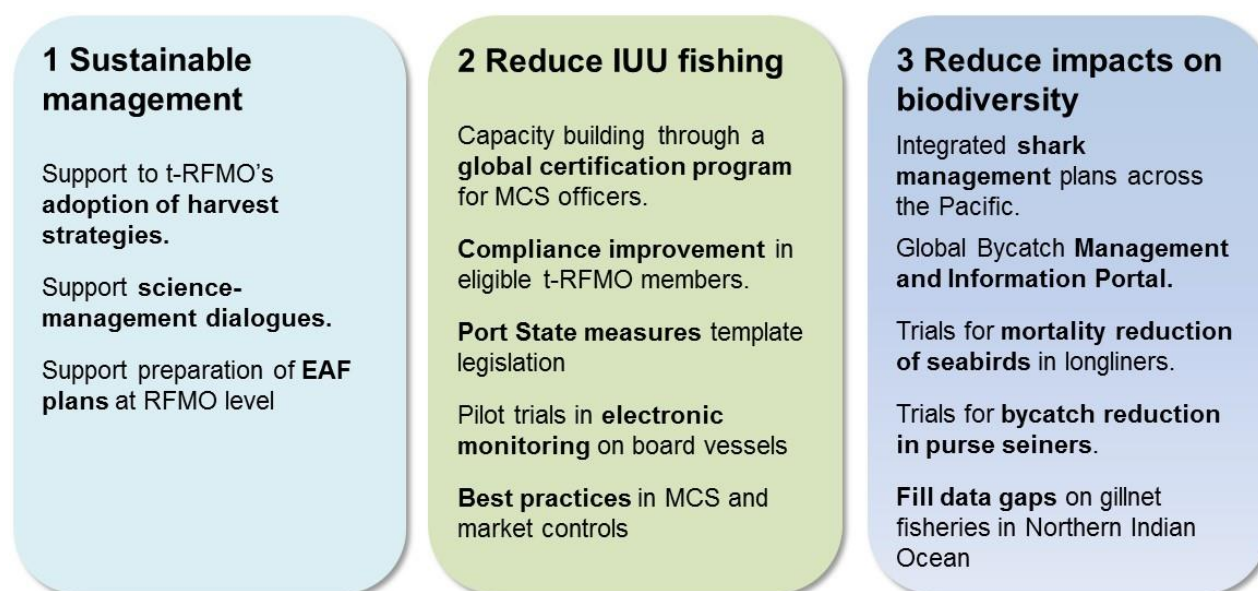 1 Sustainable
management
Support to t-RFMO’s
adoption of harvest
strategies.
Support science-
management dialogues.
Support preparation of EAF
plans at RFMO level
2 Reduce IUU fishing
Capacity building through a
global certification program
for MCS officers.
Compliance improvement in
eligible t-RFMO members.
Port State measures template
legislation
Pilot trials in electronic
monitoring on board vessels
Best practices in MCS and
market controls
3 Reduce impacts on
biodiversity
Integrated shark
management plans across
the Pacific.
Global Bycatch Management
and Information Portal.
Trials for mortality reduction
of seabirds in longliners.
Trials for bycatch reduction
in purse seiners.
Fill data gaps on gillnet
fisheries in Northern Indian
Ocean